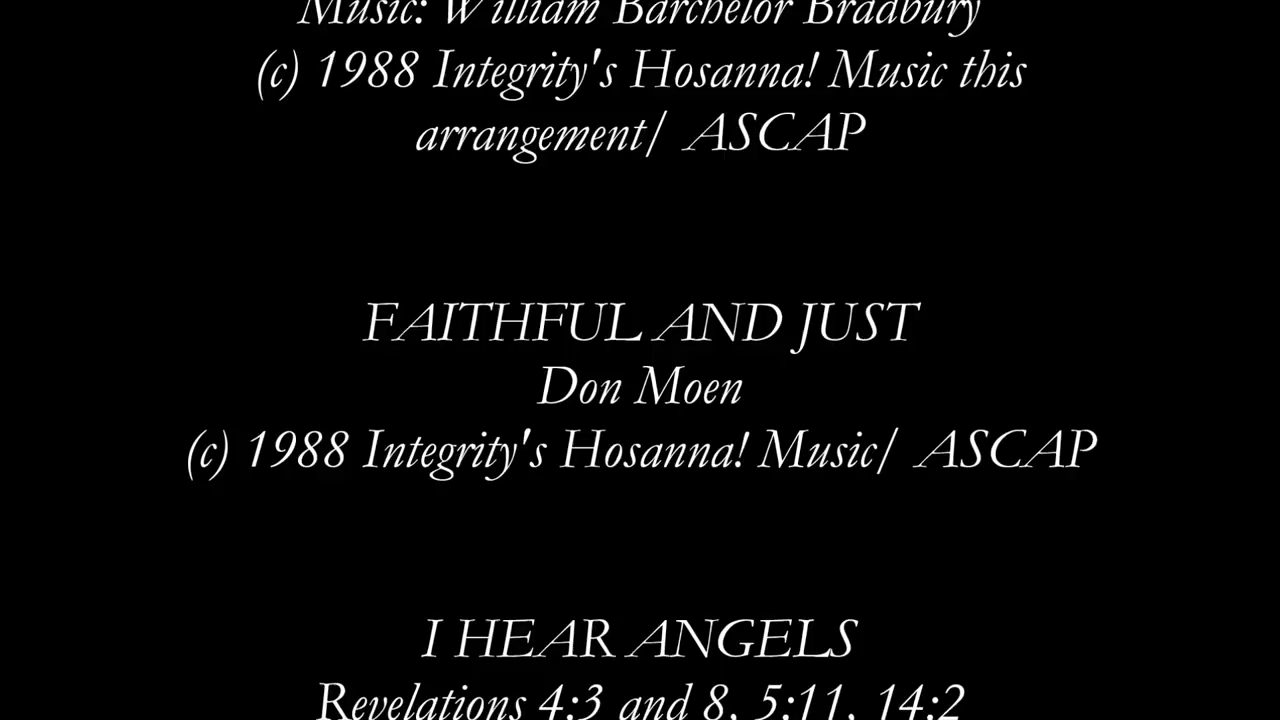 Music: William Barchelor Bradbury
(c) 1988 Integrity's Hosanna! Music this
arrangement/ ASCAP
FAITHFUL AND JUST
Don Moen
(c) 1988 Integrity's Hosanna! Music/ ASCAP
I HEAR ANGELS
Revelations 4:3 and 8, 5:11, 14:2